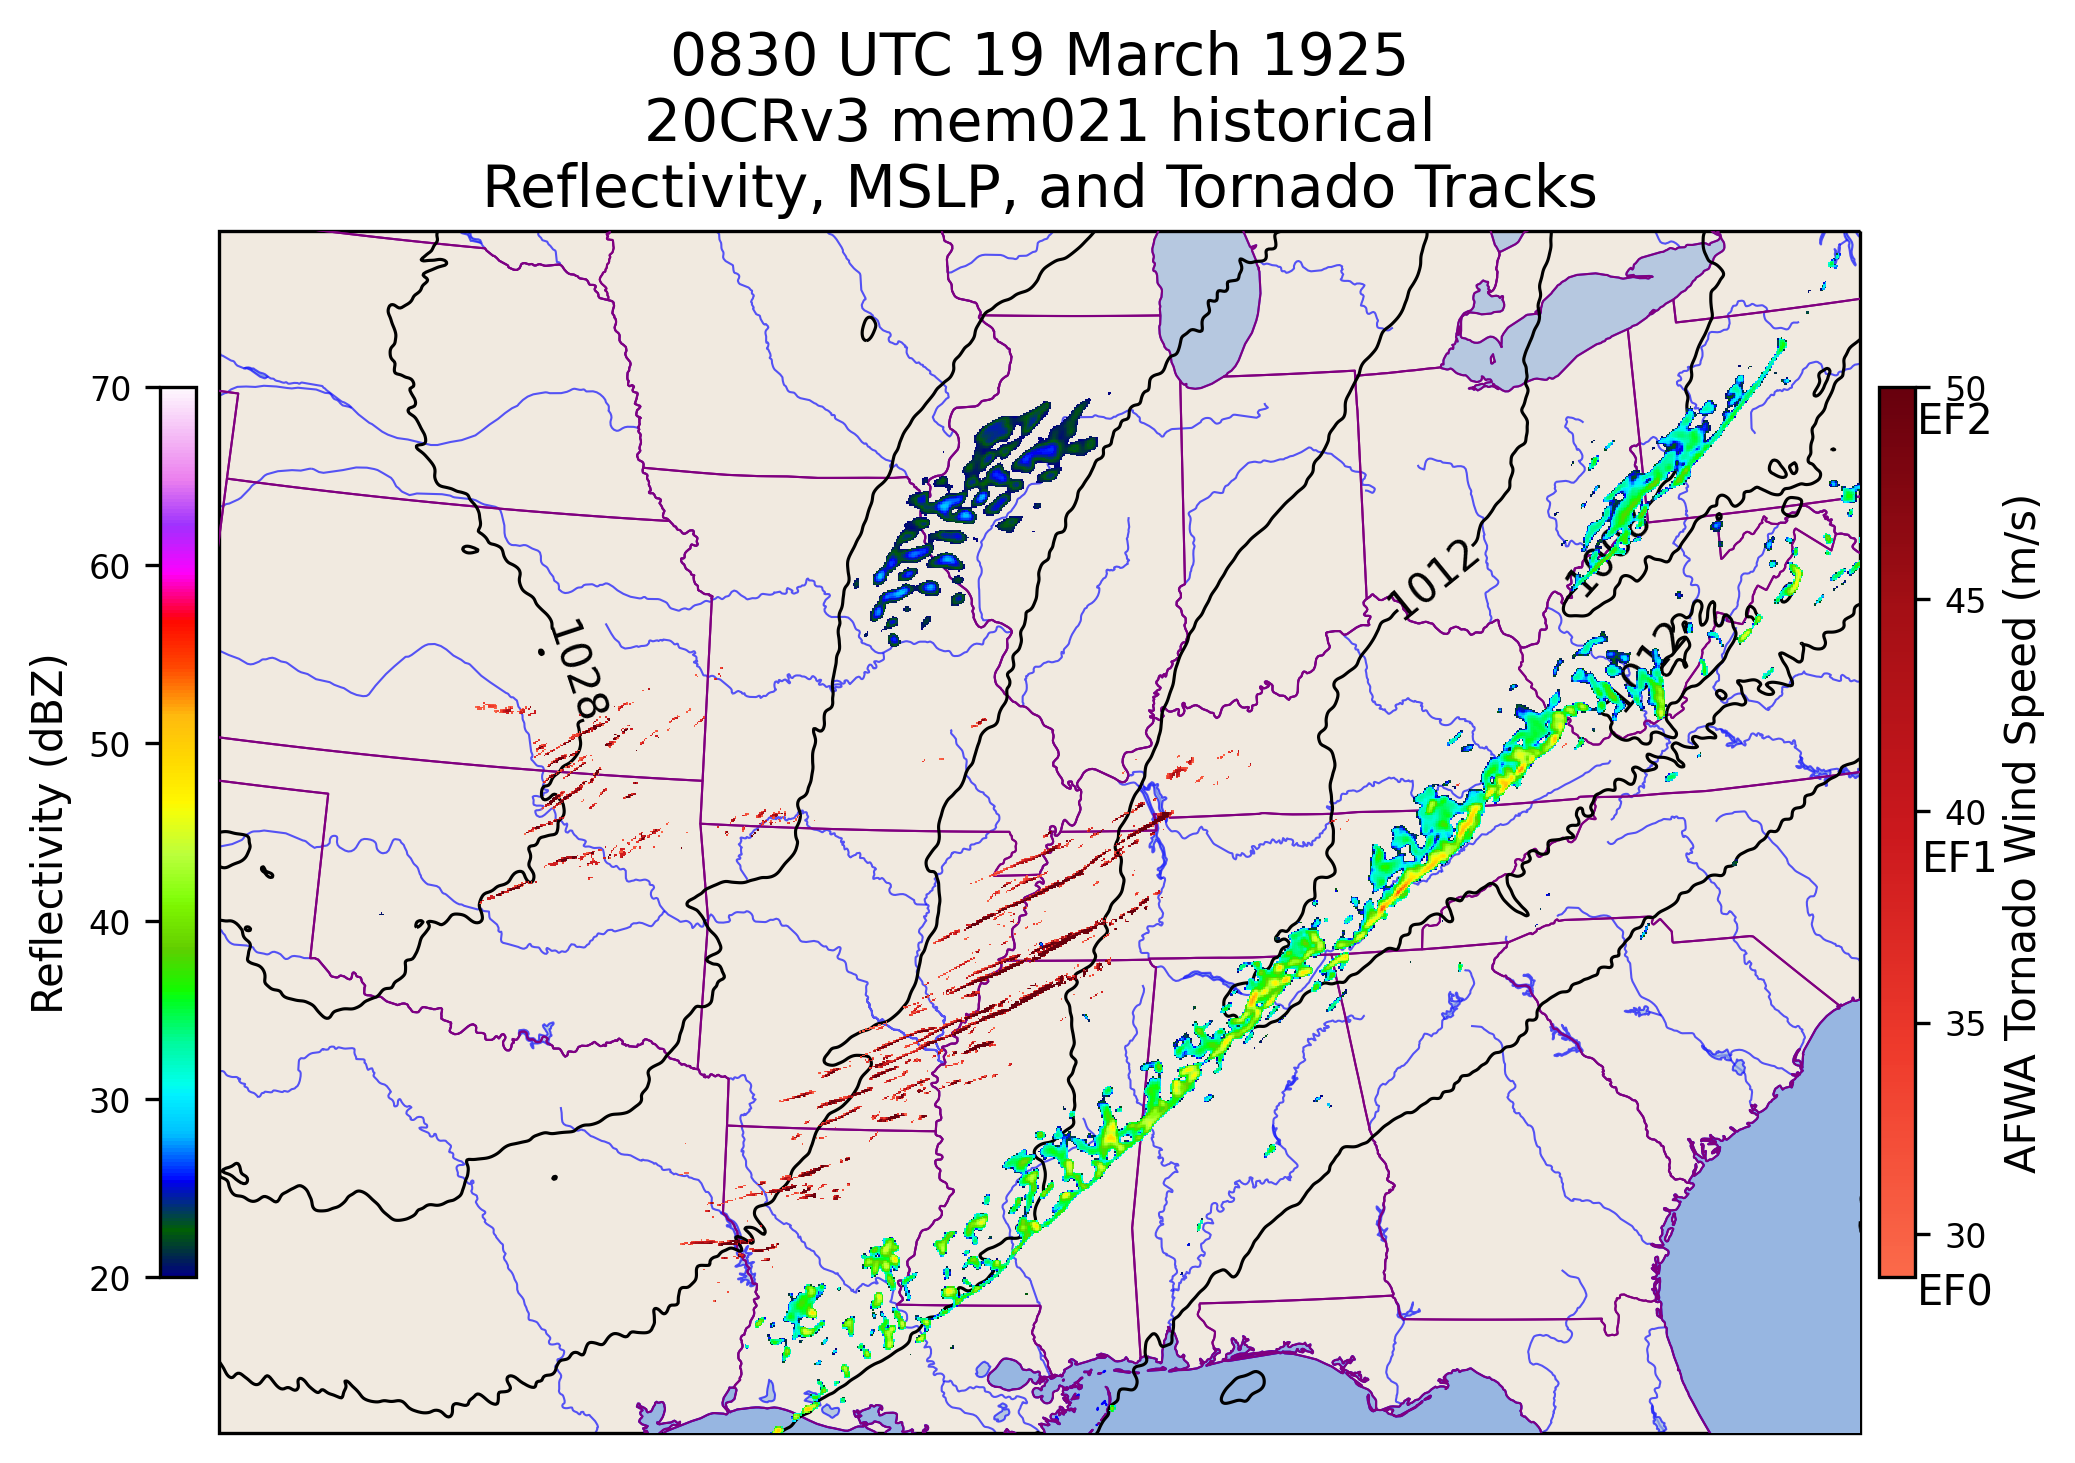 0830 UTC 19 March 1925
20CRv3 mem021 historical
Reflectivity, MSLP, and Tornado Tracks
70
60
50
40
30
20
Reflectivity (dBZ)
1028
1012
1012
50
EF2
45
40
EF1
35
30
EF0
AFWA Tornado Wind Speed (m/s)